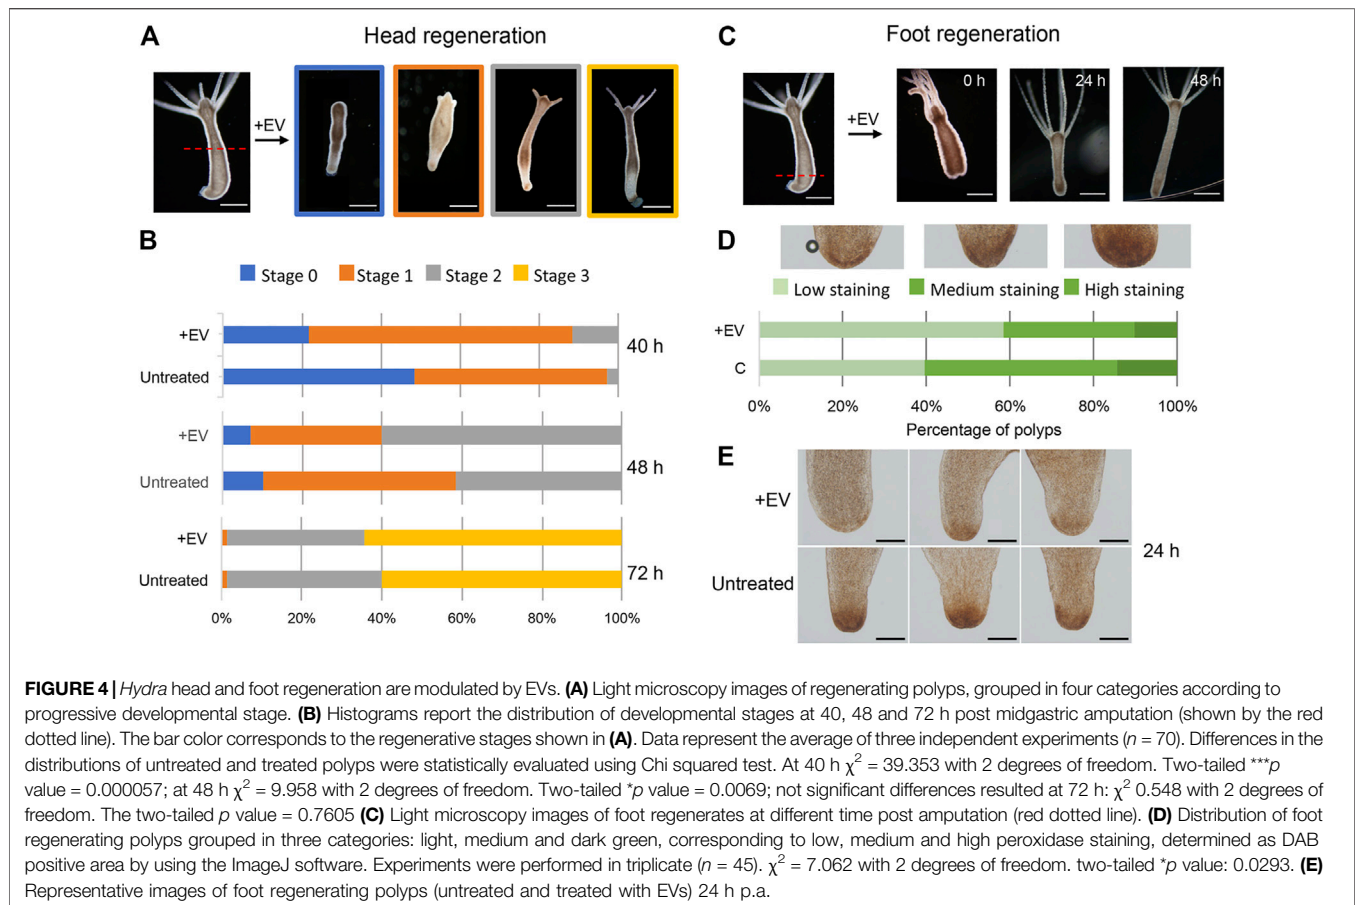 A
Head regeneration
+EV
B
Stage 0 Stage 1 Stage 2 Stage 3
+EV
40 h
Untreated
+EV
48 h
Untreated
+EV
72 h
Untreated
0% 20% 40% 60% 80% 100%
C
Foot regeneration
+EV
0 h
24 h
48 h
D
Low staining Medium staining High staining
+EV
C
0% 20% 40% 60% 80% 100%
Percentage of polyps
E
+EV
24 h
Untreated
FIGURE 4 | Hydra head and foot regeneration are modulated by EVs. (A) Light microscopy images of regenerating polyps, grouped in four categories according to
progressive developmental stage. (B) Histograms report the distribution of developmental stages at 40, 48 and 72 h post midgastric amputation (shown by the red
dotted line). The bar color corresponds to the regenerative stages shown in (A). Data represent the average of three independent experiments (n = 70). Differences in the
distributions of untreated and treated polyps were statistically evaluated using Chi squared test. At 40 h χ² = 39.353 with 2 degrees of freedom. Two-tailed ***p
value = 0.000057; at 48 h χ² = 9.958 with 2 degrees of freedom. Two-tailed *p value = 0.0069; not significant differences resulted at 72 h: χ² 0.548 with 2 degrees of
freedom. The two-tailed p value = 0.7605 (C) Light microscopy images of foot regenerates at different time post amputation (red dotted line). (D) Distribution of foot
regenerating polyps grouped in three categories: light, medium and dark green, corresponding to low, medium and high peroxidase staining, determined as DAB
positive area by using the ImageJ software. Experiments were performed in triplicate (n = 45). χ² = 7.062 with 2 degrees of freedom. two-tailed *p value: 0.0293. (E)
Representative images of foot regenerating polyps (untreated and treated with EVs) 24 h p.a.